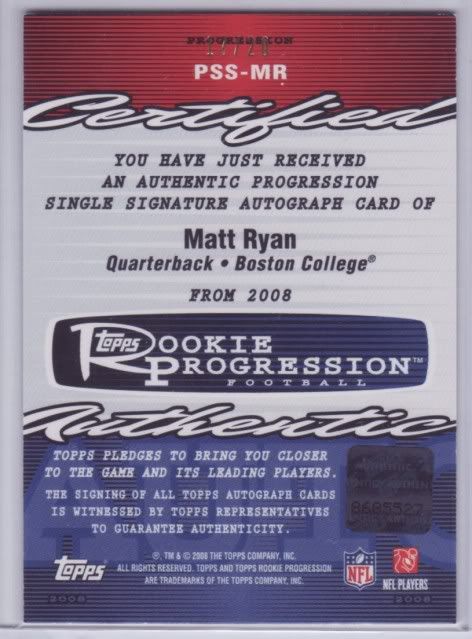 PROGRESSION
PSS-MR
Certified
YOU HAVE JUST RECEIVED
AN AUTHENTIC PROGRESSION
SINGLE SIGNATURE AUTOGRAPH CARD OF
Matt Ryan
Quarterback • Boston College®
FROM 2008
Topps ROOKIE
PROGRESSION™
FOOTBALL
Authentic
TOPPS PLEDGES TO BRING YOU CLOSER
TO THE GAME AND ITS LEADING PLAYERS.
THE SIGNING OF ALL TOPPS AUTOGRAPH CARDS
IS WITNESSED BY TOPPS REPRESENTATIVES
TO GUARANTEE AUTHENTICITY.
8685527
Topps
®, TM & © 2008 THE TOPPS COMPANY, INC.
ALL RIGHTS RESERVED. TOPPS AND TOPPS ROOKIE PROGRESSION
ARE TRADEMARKS OF THE TOPPS COMPANY, INC.
NFL
NFL PLAYERS
2008
2008